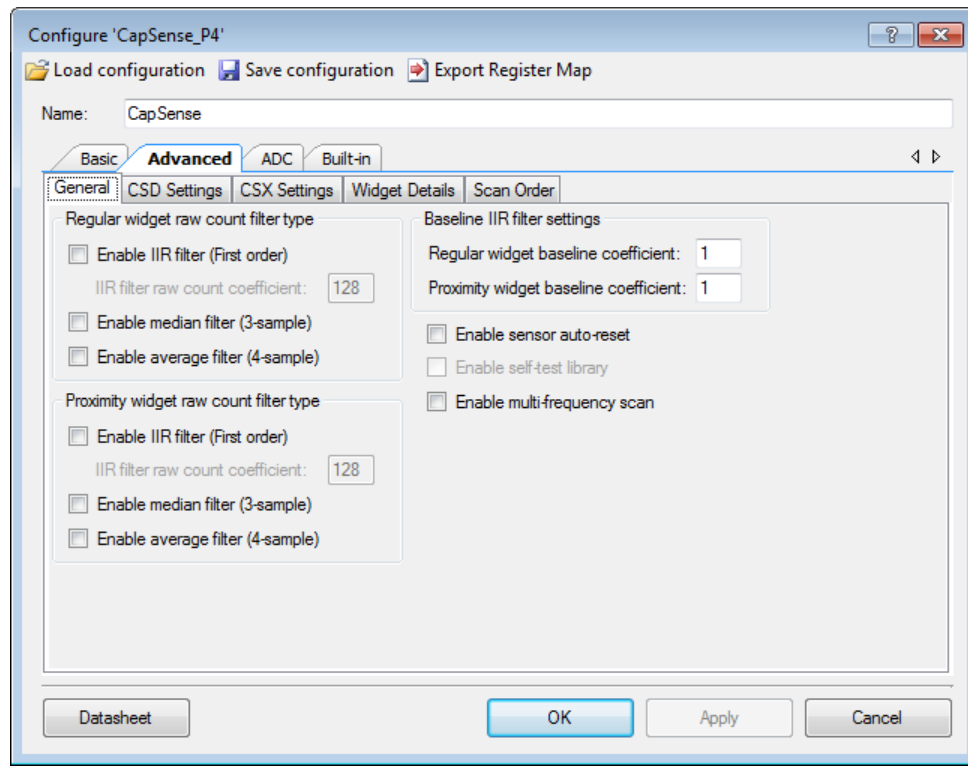 Configure 'CapSense_P4'
Load configuration Save configuration Export Register Map
Name: CapSense
Basic Advanced ADC Built-in
General CSD Settings CSX Settings Widget Details Scan Order
Regular widget raw count filter type
Enable IIR filter (First order)
IIR filter raw count coefficient: 128
Enable median filter (3-sample)
Enable average filter (4-sample)
Proximity widget raw count filter type
Enable IIR filter (First order)
IIR filter raw count coefficient: 128
Enable median filter (3-sample)
Enable average filter (4-sample)
Baseline IIR filter settings
Regular widget baseline coefficient: 1
Proximity widget baseline coefficient: 1
Enable sensor auto-reset
Enable self-test library
Enable multi-frequency scan
Datasheet OK Apply Cancel